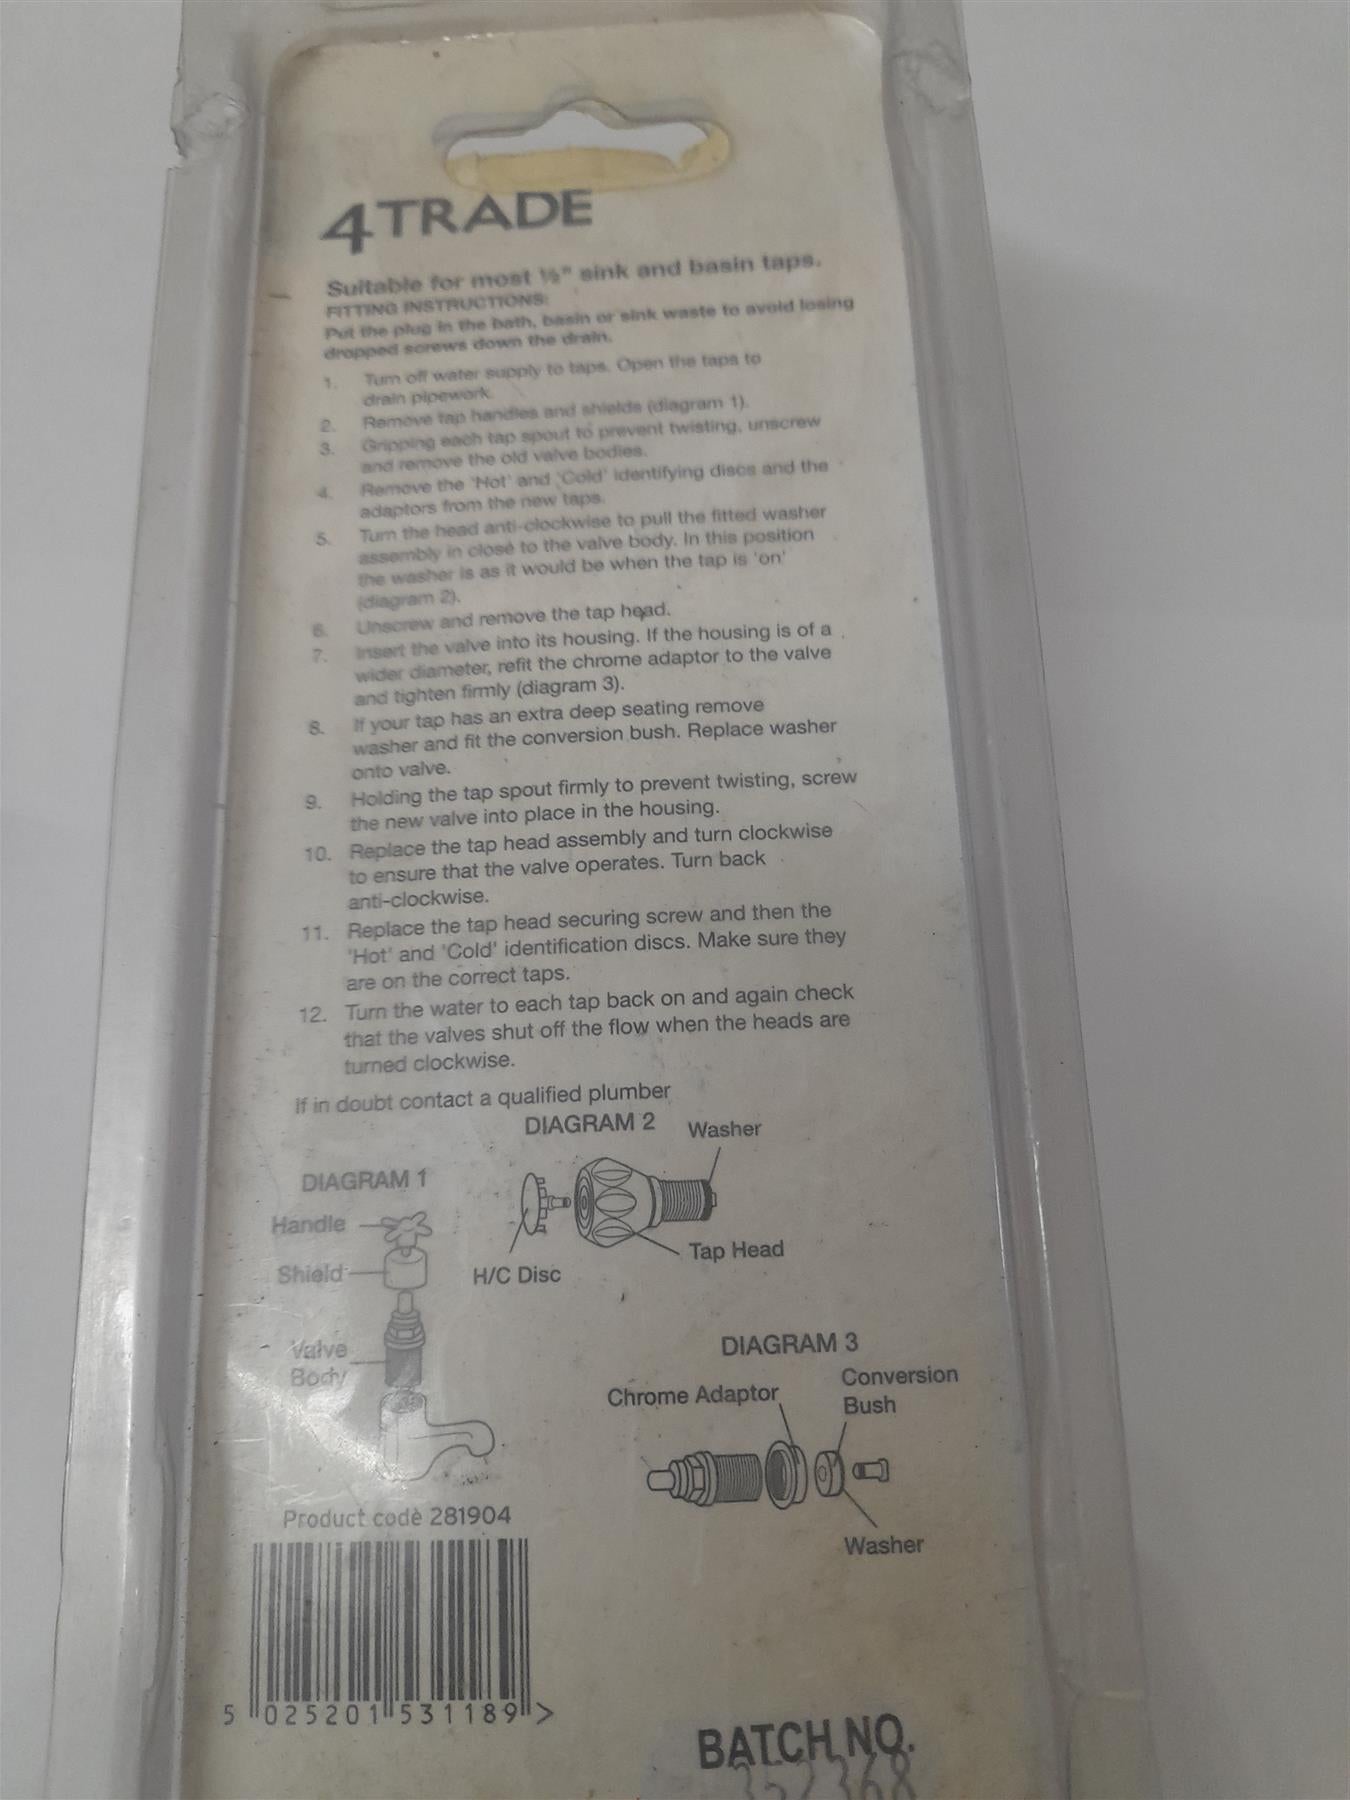 4TRADE
Suitable for most ½" sink and basin taps.
FITTING INSTRUCTIONS:
Put the plug in the bath, basin or sink waste to avoid losing
dropped screws down the drain.
1. Turn off water supply to taps. Open the taps to
drain pipework.
2. Remove tap handles and shields (diagram 1).
3. Gripping each tap spout to prevent twisting, unscrew
and remove the old valve bodies.
4. Remove the 'Hot' and 'Cold' identifying discs and the
adaptors from the new taps.
5. Turn the head anti-clockwise to pull the fitted washer
assembly in close to the valve body. In this position
the washer is as it would be when the tap is 'on'
(diagram 2).
6. Unscrew and remove the tap head.
7. Insert the valve into its housing. If the housing is of a
wider diameter, refit the chrome adaptor to the valve
and tighten firmly (diagram 3).
8. If your tap has an extra deep seating remove
washer and fit the conversion bush. Replace washer
onto valve.
9. Holding the tap spout firmly to prevent twisting, screw
the new valve into place in the housing.
10. Replace the tap head assembly and turn clockwise
to ensure that the valve operates. Turn back
anti-clockwise.
11. Replace the tap head securing screw and then the
'Hot' and 'Cold' identification discs. Make sure they
are on the correct taps.
12. Turn the water to each tap back on and again check
that the valves shut off the flow when the heads are
turned clockwise.
If in doubt contact a qualified plumber
DIAGRAM 2
Washer
H/C Disc
Tap Head
DIAGRAM 1
Handle
Shield
Valve
Body
DIAGRAM 3
Chrome Adaptor
Conversion
Bush
Washer
Product code 281904
5 025201 531189 >
BATCH NO.